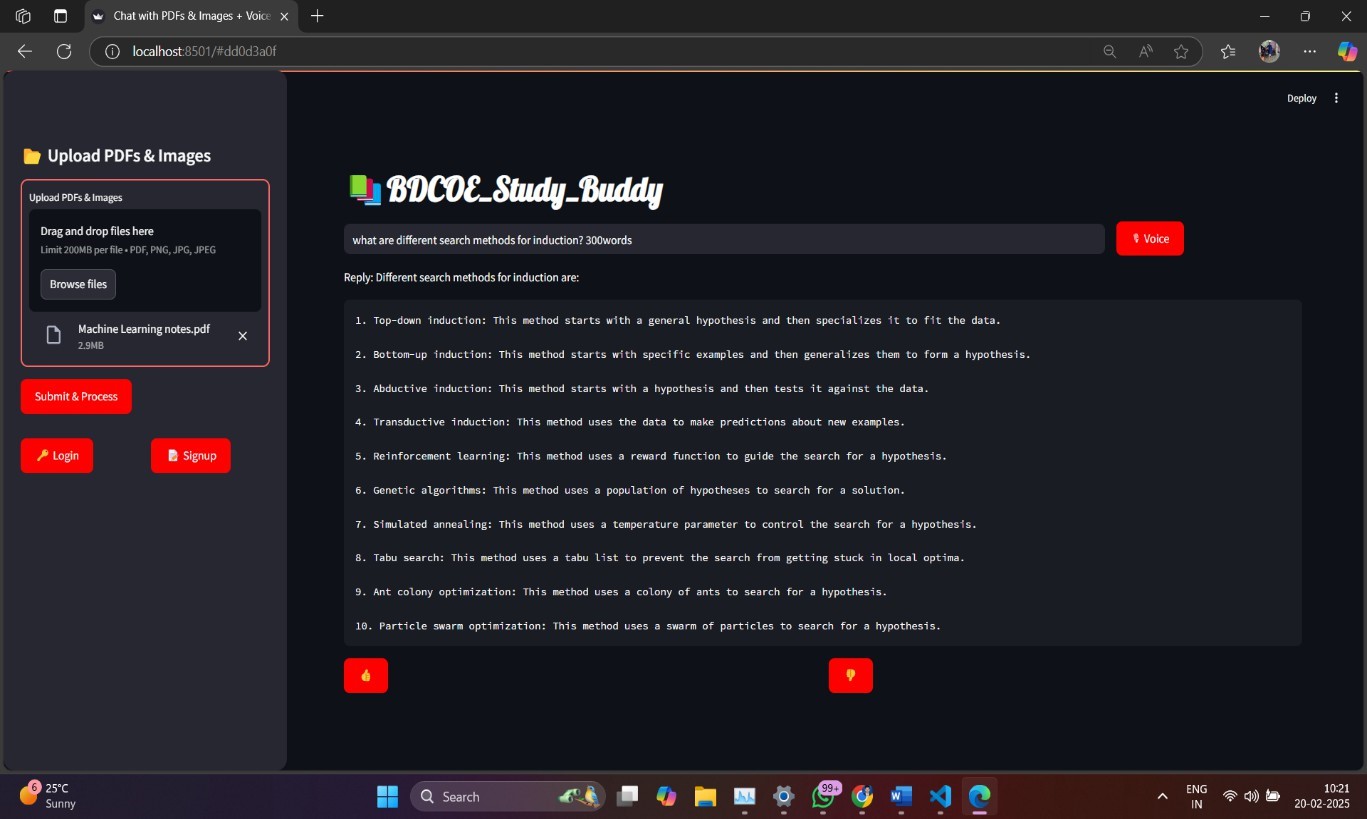 Chat with PDFs & Images + Voice
localhost:8501/#dd0d3a0f
Deploy
Upload PDFs & Images
Upload PDFs & Images
Drag and drop files here
Limit 200MB per file • PDF, PNG, JPG, JPEG
Browse files
Machine Learning notes.pdf
2.9MB
Submit & Process
Login
Signup
BDCOE_Study_Buddy
what are different search methods for induction? 300words
Voice
Reply: Different search methods for induction are:
1. Top-down induction: This method starts with a general hypothesis and then specializes it to fit the data.
2. Bottom-up induction: This method starts with specific examples and then generalizes them to form a hypothesis.
3. Abductive induction: This method starts with a hypothesis and then tests it against the data.
4. Transductive induction: This method uses the data to make predictions about new examples.
5. Reinforcement learning: This method uses a reward function to guide the search for a hypothesis.
6. Genetic algorithms: This method uses a population of hypotheses to search for a solution.
7. Simulated annealing: This method uses a temperature parameter to control the search for a hypothesis.
8. Tabu search: This method uses a tabu list to prevent the search from getting stuck in local optima.
9. Ant colony optimization: This method uses a colony of ants to search for a hypothesis.
10. Particle swarm optimization: This method uses a swarm of particles to search for a hypothesis.
6
25°C
Sunny
Search
99+
ENG
IN
10:21
20-02-2025